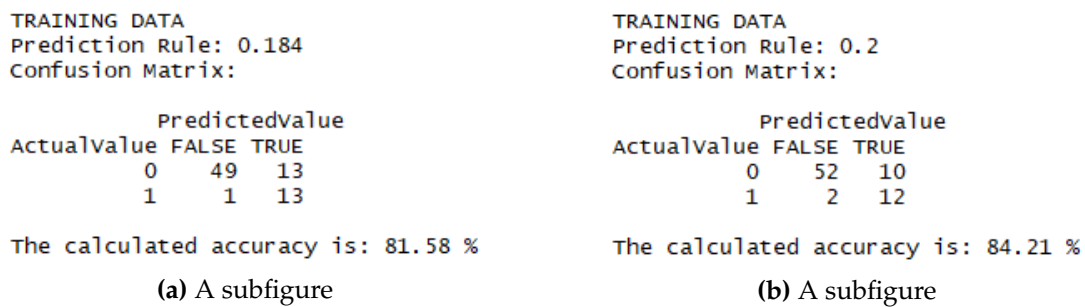 TRAINING DATA
Prediction Rule: 0.184
Confusion Matrix:
PredictedValue
ActualValue FALSE TRUE
0 49 13
1 1 13
The calculated accuracy is: 81.58 %
(a) A subfigure
TRAINING DATA
Prediction Rule: 0.2
Confusion Matrix:
PredictedValue
ActualValue FALSE TRUE
0 52 10
1 2 12
The calculated accuracy is: 84.21 %
(b) A subfigure